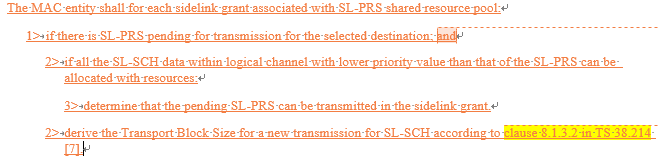 The MAC entity shall for each sidelink grant associated with SL-PRS shared resource pool:
1> if there is SL-PRS pending for transmission for the selected destination; and
2> if all the SL-SCH data within logical channel with lower priority value than that of the SL-PRS can be
allocated with resources:
3> determine that the pending SL-PRS can be transmitted in the sidelink grant.
2> derive the Transport Block Size for a new transmission for SL-SCH according to clause 8.1.3.2 in TS 38.214
[7].